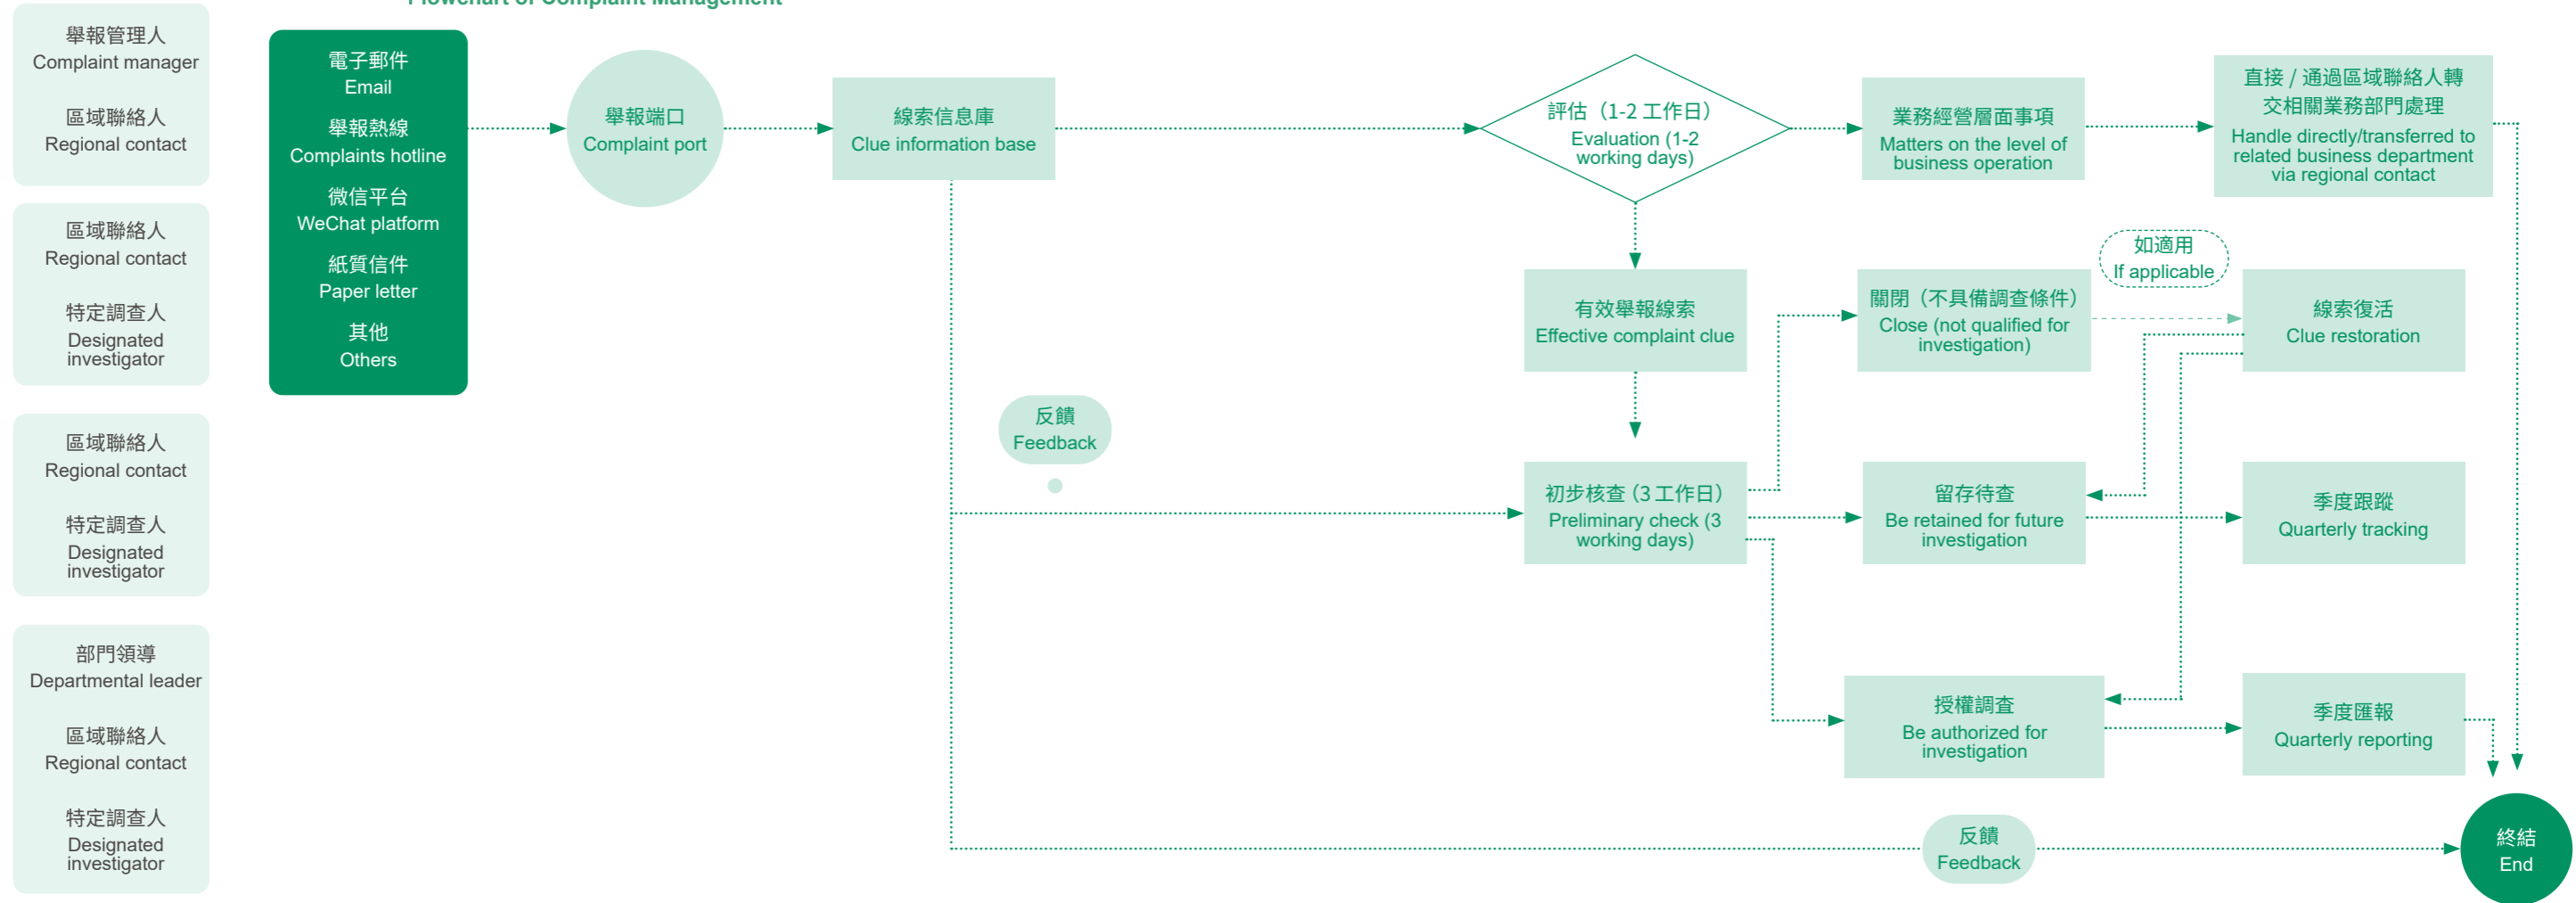 Flowchart of Complaint Management
舉報管理人
Complaint manager
區域聯絡人
Regional contact
區域聯絡人
Regional contact
特定調查人
Designated
investigator
區域聯絡人
Regional contact
特定調查人
Designated
investigator
部門領導
Departmental leader
區域聯絡人
Regional contact
特定調查人
Designated
investigator
電子郵件
Email
舉報熱線
Complaints hotline
微信平台
WeChat platform
紙質信件
Paper letter
其他
Others
舉報端口
Complaint port
線索信息庫
Clue information base
評估（1-2 工作日）
Evaluation (1-2
working days)
業務經營層面事項
Matters on the level of
business operation
直接 / 通過區域聯絡人轉
交相關業務部門處理
Handle directly/transferred to
related business department
via regional contact
有效舉報線索
Effective complaint clue
關閉（不具備調查條件）
Close (not qualified for
investigation)
如適用
If applicable
線索復活
Clue restoration
反饋
Feedback
初步核查（3 工作日）
Preliminary check (3
working days)
留存待查
Be retained for future
investigation
季度跟蹤
Quarterly tracking
授權調查
Be authorized for
investigation
季度匯報
Quarterly reporting
反饋
Feedback
終結
End